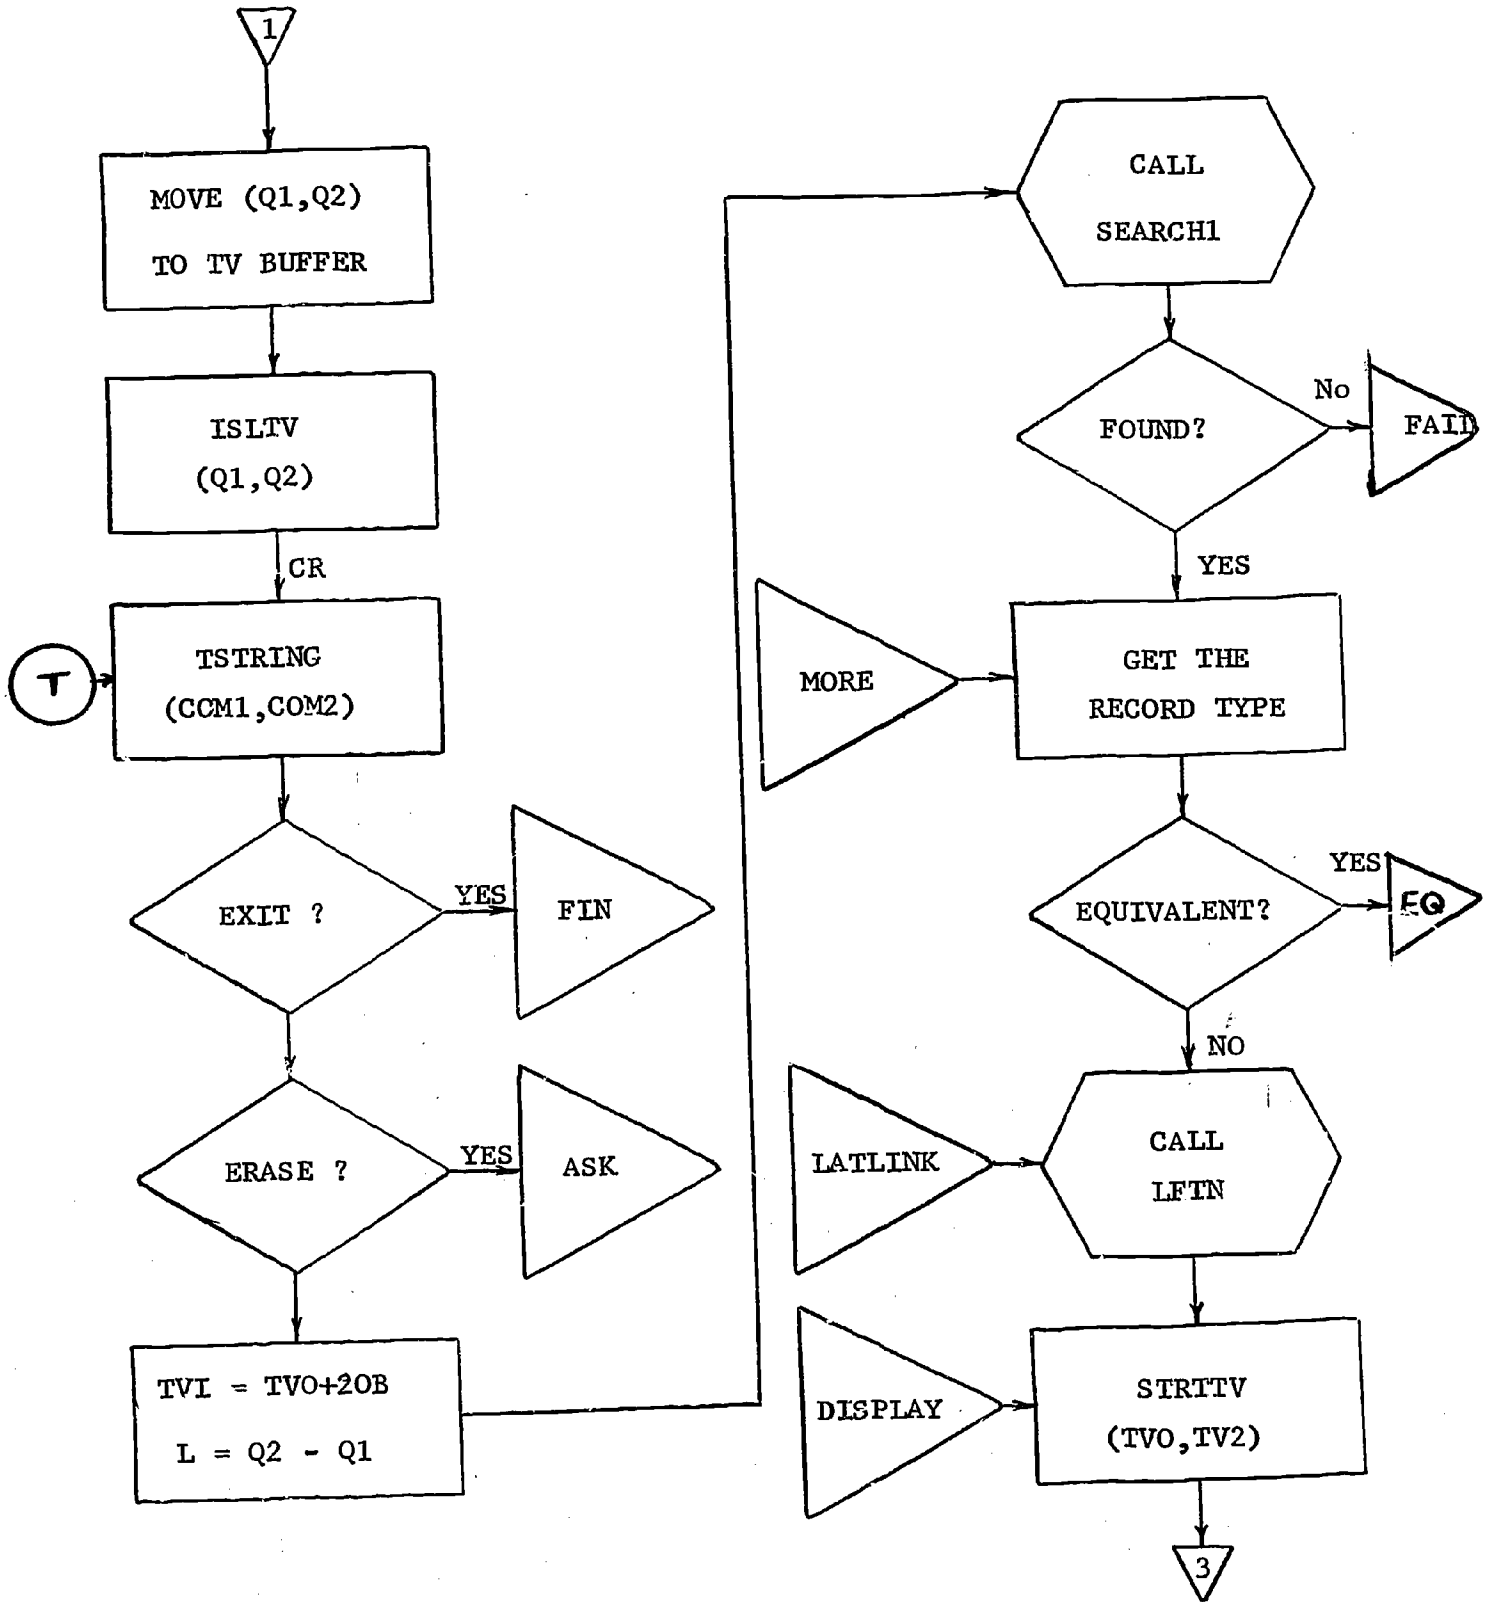 1
MOVE (Q1,Q2)
TO TV BUFFER
ISLTV
(Q1,Q2)
CR
T
TSTRING
(CCM1,COM2)
EXIT ?
YES
FIN
ERASE ?
YES
ASK
TVI = TVO+2OB
L = Q2 - Q1
CALL
SEARCH1
FOUND?
No
FAIL
YES
MORE
GET THE
RECORD TYPE
EQUIVALENT?
YES
EQ
NO
LATLINK
CALL
LFTN
DISPLAY
STRTTV
(TVO,TV2)
3